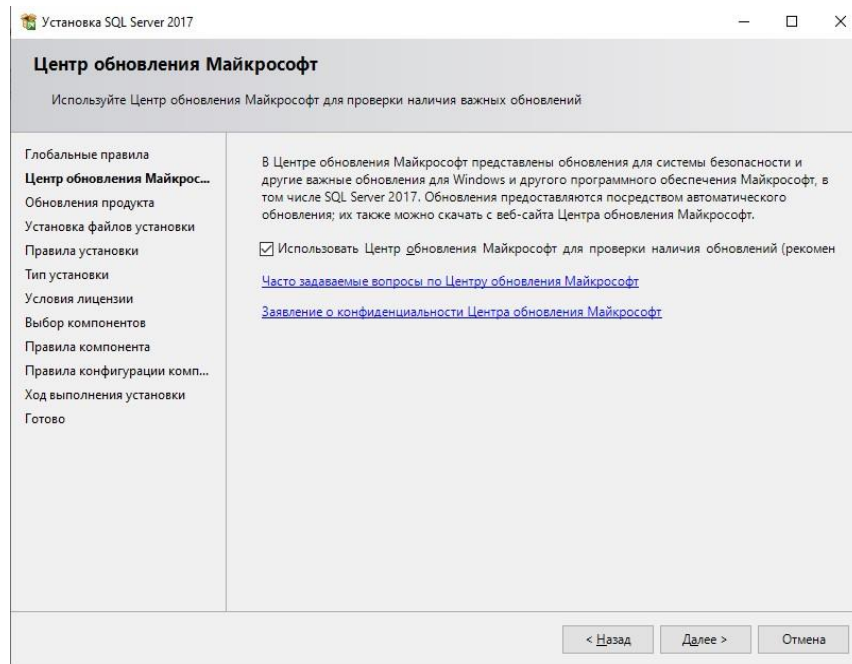 Установка SQL Server 2017
Центр обновления Майкрософт
Используйте Центр обновления Майкрософт для проверки наличия важных обновлений
Глобальные правила
Центр обновления Майкрос...
Обновления продукта
Установка файлов установки
Правила установки
Тип установки
Условия лицензии
Выбор компонентов
Правила компонента
Правила конфигурации комп...
Ход выполнения установки
Готово
В Центре обновления Майкрософт представлены обновления для системы безопасности и
другие важные обновления для Windows и другого программного обеспечения Майкрософт, в
том числе SQL Server 2017. Обновления предоставляются посредством автоматического
обновления; их также можно скачать с веб-сайта Центра обновления Майкрософт.
Использовать Центр обновления Майкрософт для проверки наличия обновлений (рекомен
Часто задаваемые вопросы по Центру обновления Майкрософт
Заявление о конфиденциальности Центра обновления Майкрософт
< Назад
Далее >
Отмена